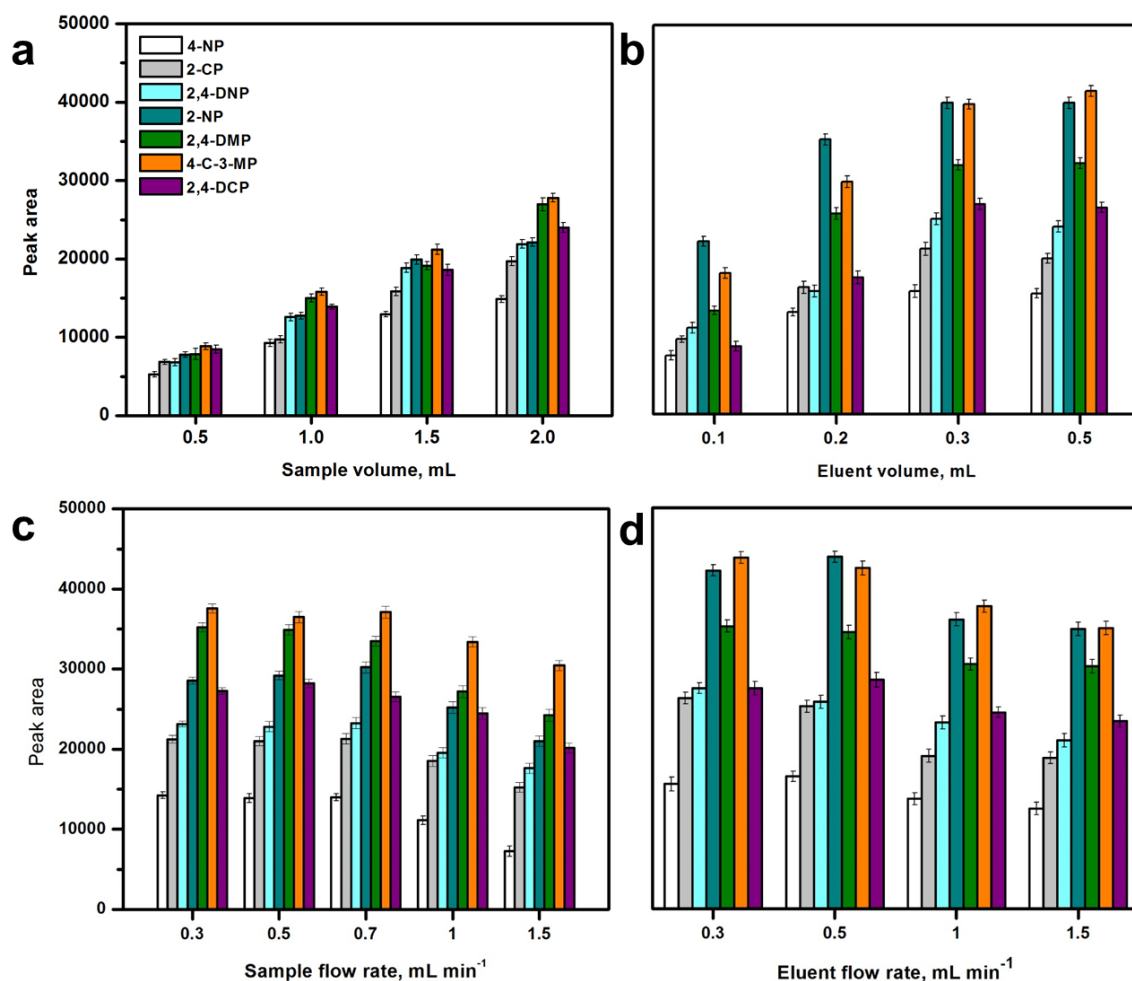 a
50000
40000
30000
20000
10000
0
Peak area
4-NP
2-CP
2,4-DNP
2-NP
2,4-DMP
4-C-3-MP
2,4-DCP
0.5 1.0 1.5 2.0
Sample volume, mL
b
0.1 0.2 0.3 0.5
Eluent volume, mL
c
50000
40000
30000
20000
10000
0
Peak area
0.3 0.5 0.7 1 1.5
Sample flow rate, mL min⁻¹
d
0.3 0.5 1 1.5
Eluent flow rate, mL min⁻¹